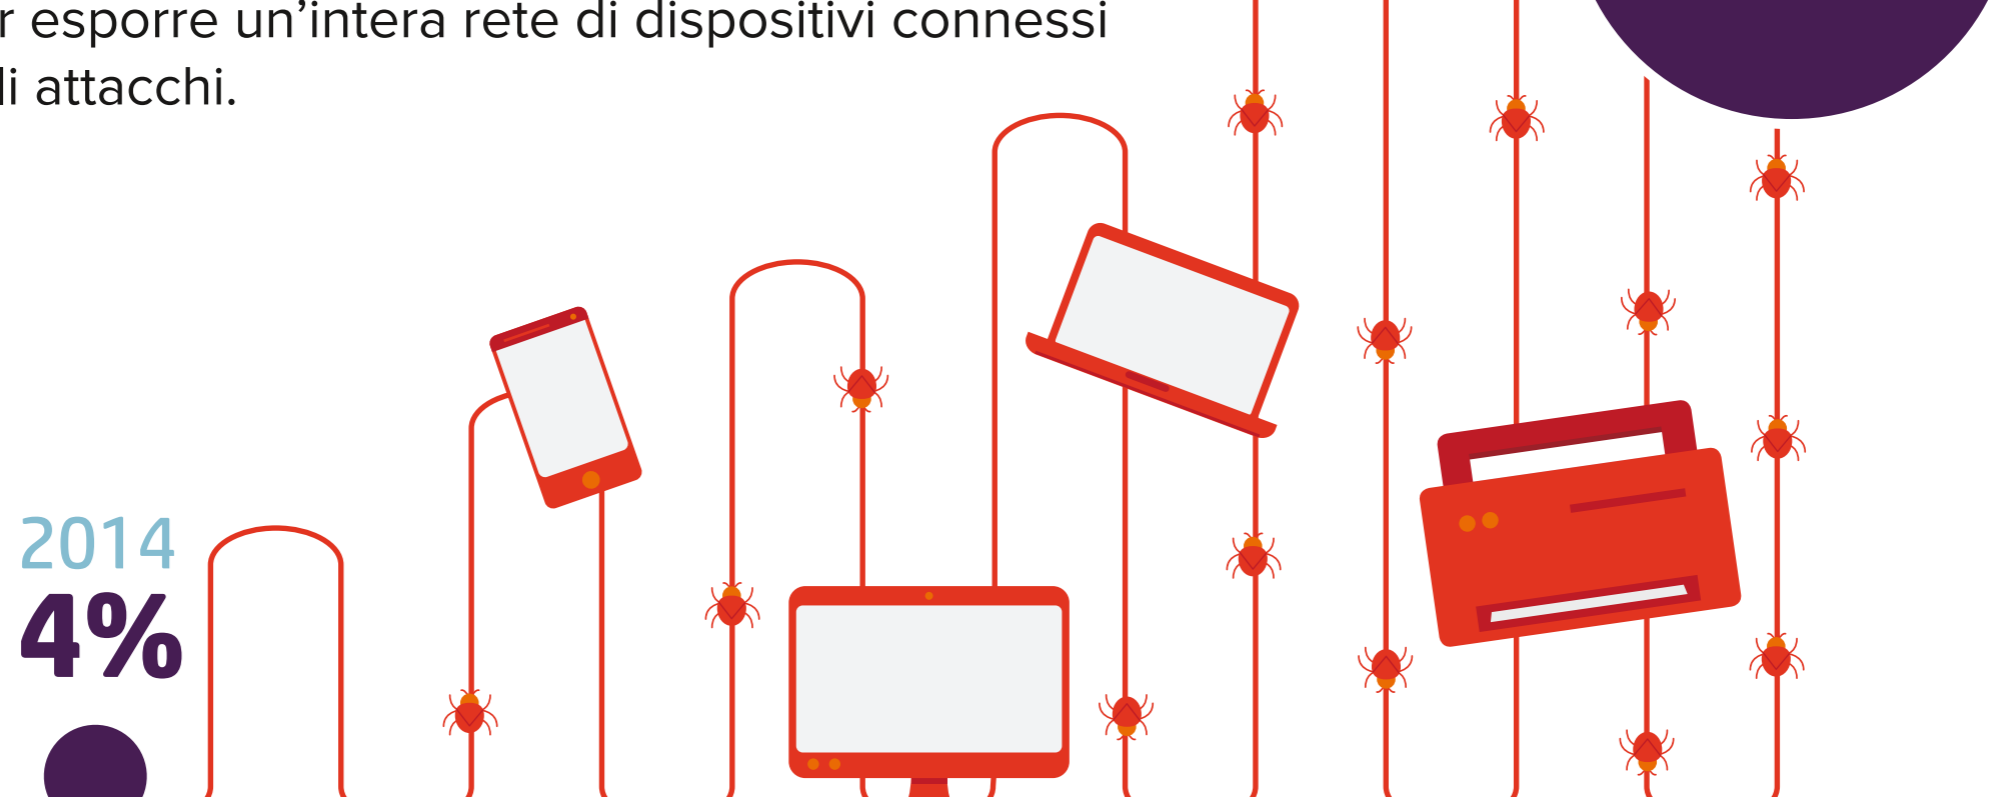 r esporre un’intera rete di dispositivi connessi
li attacchi.
2014
4%